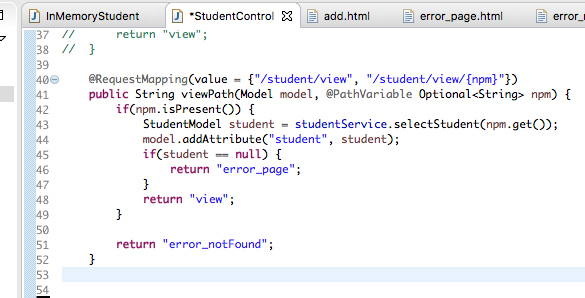 InMemoryStudent *StudentControl add.html error_page.html error_r
37 // return "view";
38 // }
39
40 @RequestMapping(value = {"/student/view", "/student/view/{npm}"})
41 public String viewPath(Model model, @PathVariable Optional<String> npm) {
42 if(npm.isPresent()) {
43 StudentModel student = studentService.selectStudent(npm.get());
44 model.addAttribute("student", student);
45 if(student == null) {
46 return "error_page";
47 }
48 return "view";
49 }
50
51 return "error_notFound";
52 }
53
54